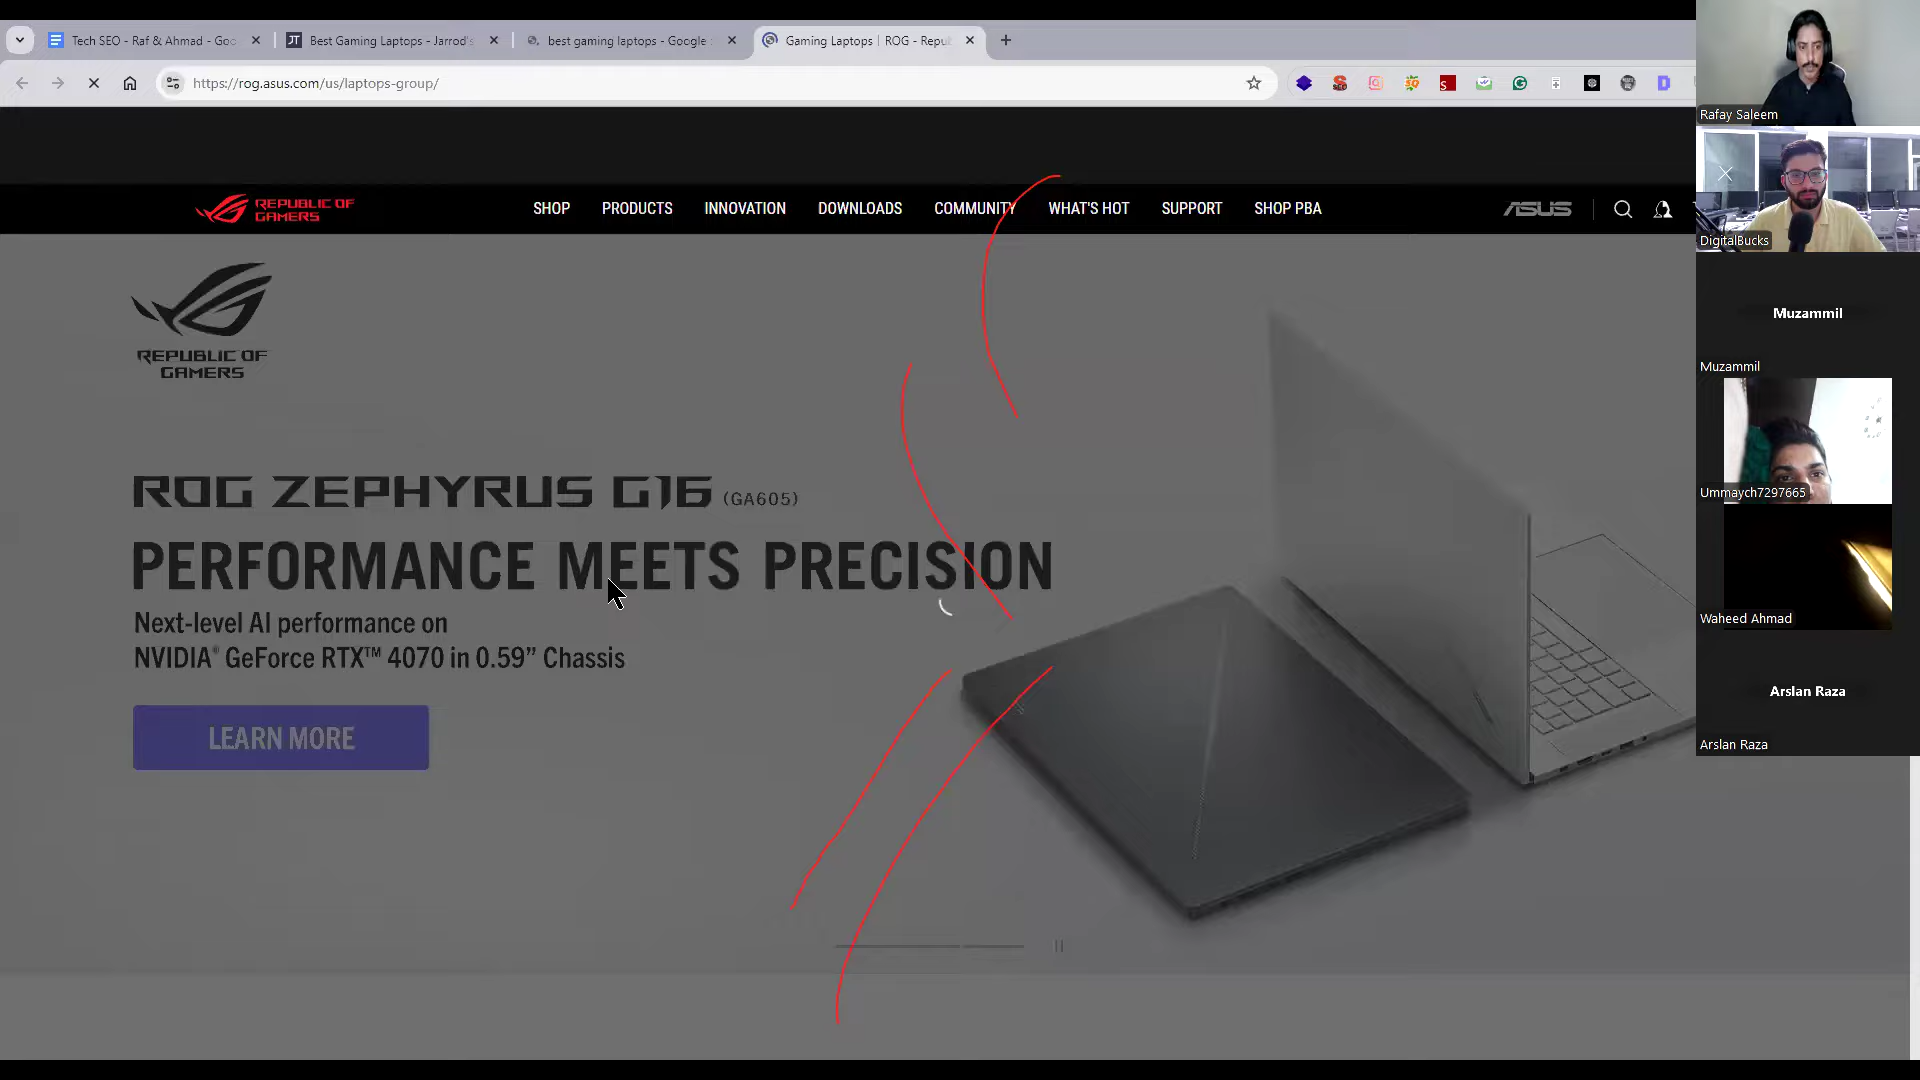 Tech SEO - Raf & Ahmad - Goo
Best Gaming Laptops - Jarrod's
best gaming laptops - Google
Gaming Laptops | ROG - Repu
https://rog.asus.com/us/laptops-group/
REPUBLIC OF
GAMERS
SHOP
PRODUCTS
INNOVATION
DOWNLOADS
COMMUNITY
WHAT'S HOT
SUPPORT
SHOP PBA
ASUS
REPUBLIC OF
GAMERS
ROG ZEPHYRUS G16 (GA605)
PERFORMANCE MEETS PRECISION
Next-level AI performance on
NVIDIA® GeForce RTX™ 4070 in 0.59” Chassis
LEARN MORE
Rafay Saleem
DigitalBucks
Muzammil
Muzammil
Ummaych7297665
Waheed Ahmad
Arslan Raza
Arslan Raza